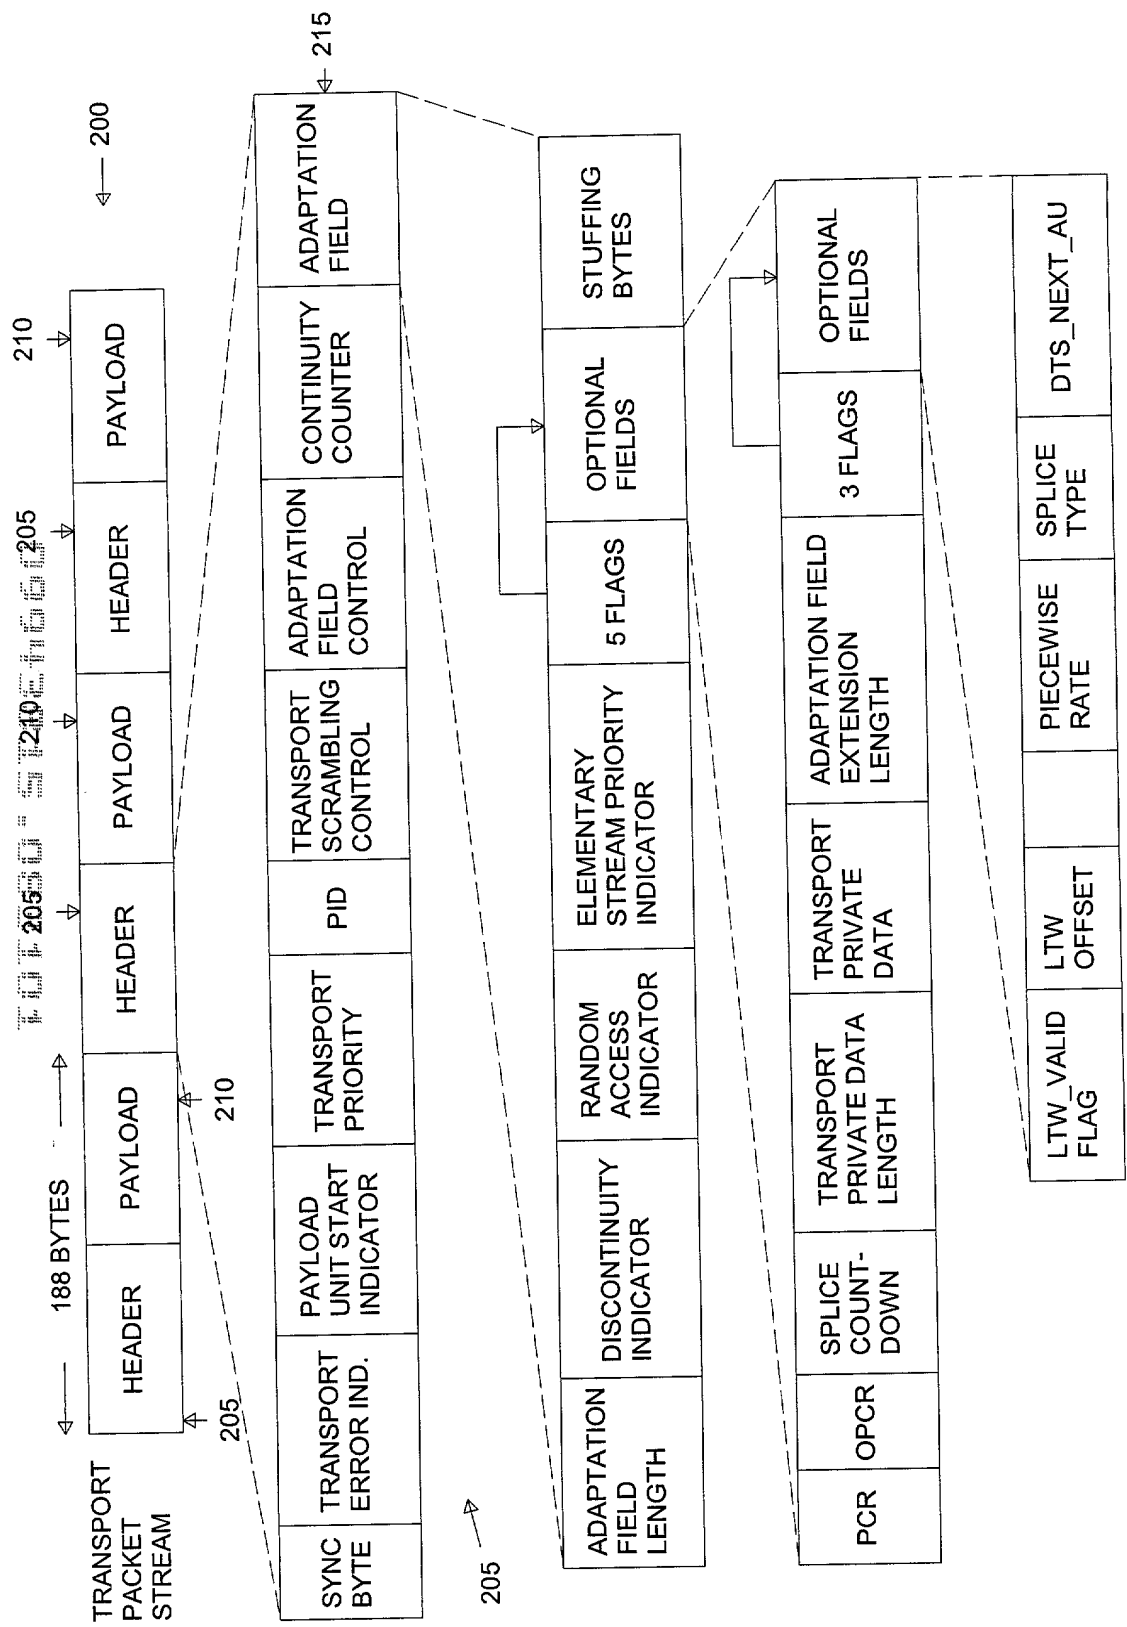 TRANSPORT
PACKET
STREAM
188 BYTES
HEADER
PAYLOAD
HEADER
PAYLOAD
HEADER
PAYLOAD
205
210
205
210
205
210
200
SYNC
BYTE
TRANSPORT
ERROR IND.
PAYLOAD
UNIT START
INDICATOR
TRANSPORT
PRIORITY
PID
TRANSPORT
SCRAMBLING
CONTROL
ADAPTATION
FIELD
CONTROL
CONTINUITY
COUNTER
ADAPTATION
FIELD
215
205
ADAPTATION
FIELD
LENGTH
DISCONTINUITY
INDICATOR
RANDOM
ACCESS
INDICATOR
ELEMENTARY
STREAM PRIORITY
INDICATOR
5 FLAGS
OPTIONAL
FIELDS
STUFFING
BYTES
PCR
OPCR
SPLICE
COUNT-
DOWN
TRANSPORT
PRIVATE DATA
LENGTH
TRANSPORT
PRIVATE
DATA
ADAPTATION FIELD
EXTENSION
LENGTH
3 FLAGS
OPTIONAL
FIELDS
LTW_VALID
FLAG
LTW
OFFSET
PIECEWISE
RATE
SPLICE
TYPE
DTS_NEXT_AU